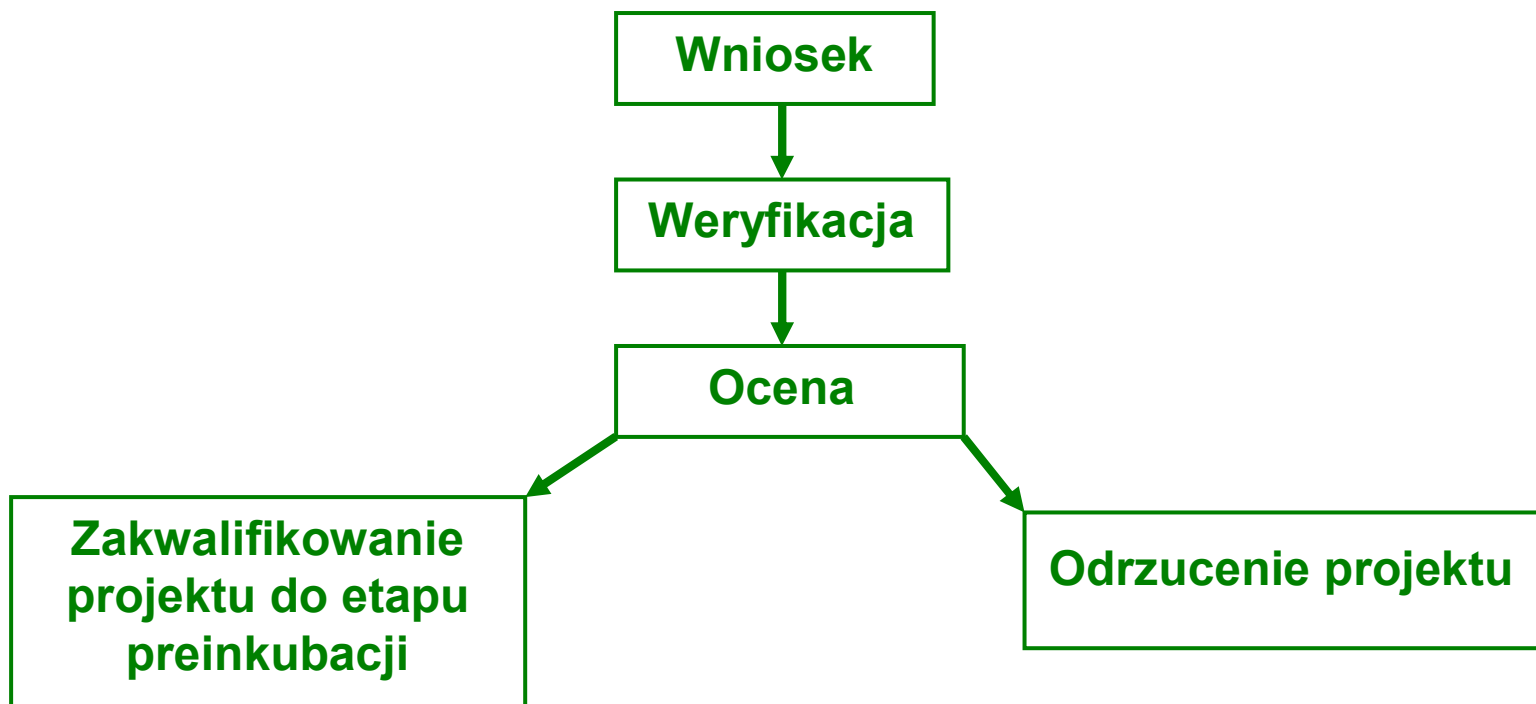 Wniosek
Weryfikacja
Ocena
Zakwalifikowanie
projektu do etapu
preinkubacji
Odrzucenie projektu